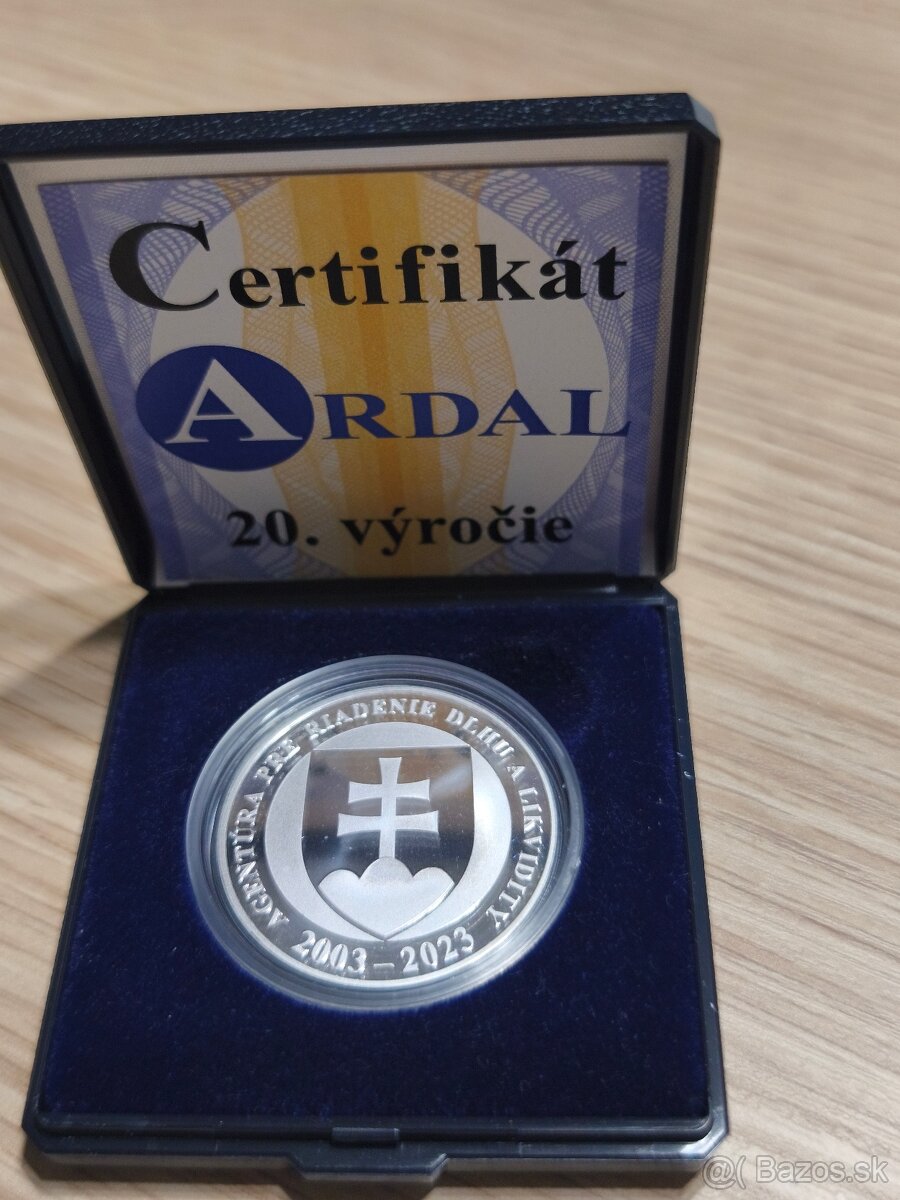 Certifikát
ARDAL
20. výročie
AGENTÚRA PRE RIADENIE DLHU A LIKVIDITY
2003 – 2023
@( Bazos.sk